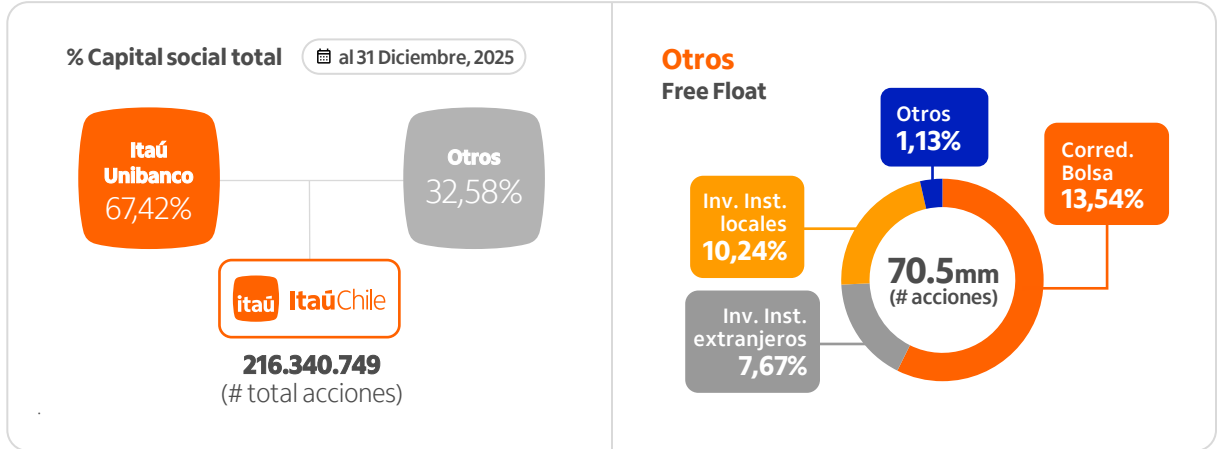 % Capital social total
al 31 Diciembre, 2025
Itaú
Unibanco
67,42%
Otros
32,58%
itaú
ItaúChile
216.340.749
(# total acciones)
.
Otros
Free Float
Otros
1,13%
Corred.
Bolsa
13,54%
Inv. Inst.
locales
10,24%
Inv. Inst.
extranjeros
7,67%
70.5mm
(# acciones)